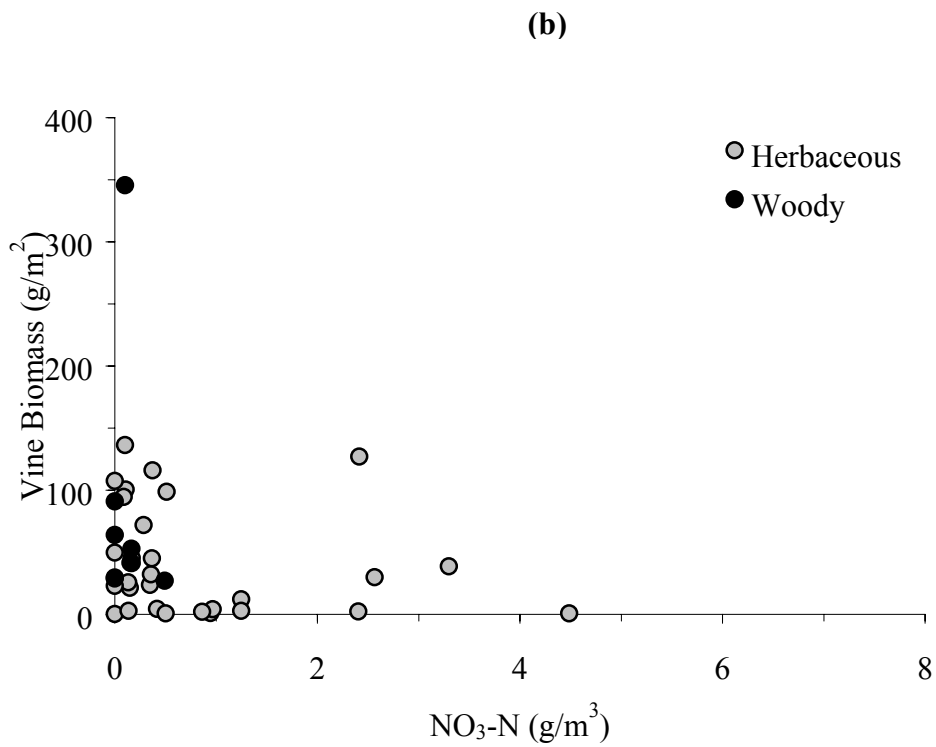 (b)
400
300
200
100
0
Vine Biomass (g/m²)
Herbaceous
Woody
0 2 4 6 8
NO₃-N (g/m³)